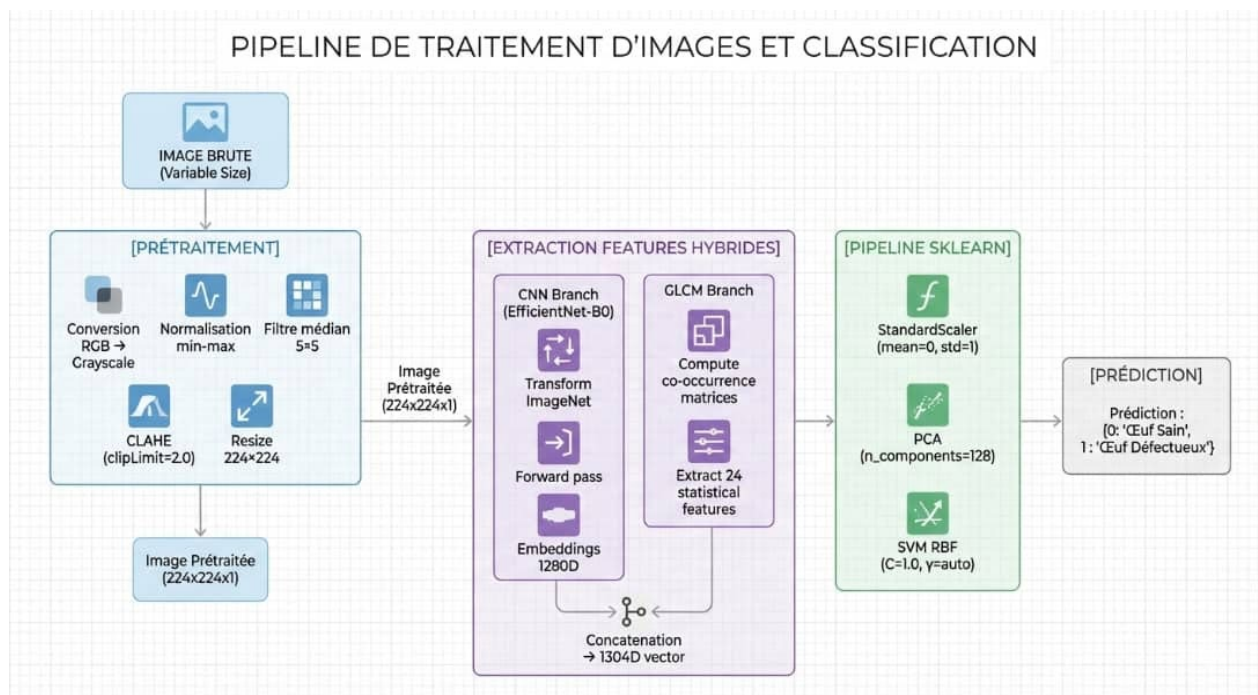 PIPELINE DE TRAITEMENT D'IMAGES ET CLASSIFICATION
IMAGE BRUTE
(Variable Size)
[PRÉTRAITEMENT]
Conversion
RGB →
Grayscale
Normalisation
min-max
Filtre médian
5=5
CLAHE
(clipLimit=2.0)
Resize
224×224
Image Prétraitée
(224x224x1)
Image
Prétraitée
(224x224x1)
[EXTRACTION FEATURES HYBRIDES]
CNN Branch
(EfficientNet-B0)
Transform
ImageNet
Forward pass
Embeddings
1280D
GLCM Branch
Compute
co-occurrence
matrices
Extract 24
statistical
features
Concatenation
→ 1304D vector
[PIPELINE SKLEARN]
StandardScaler
(mean=0, std=1)
PCA
(n_components=128)
SVM RBF
(C=1.0, γ=auto)
[PRÉDICTION]
Prédiction :
{0: 'Œuf Sain',
1 : 'Œuf Défectueux'}